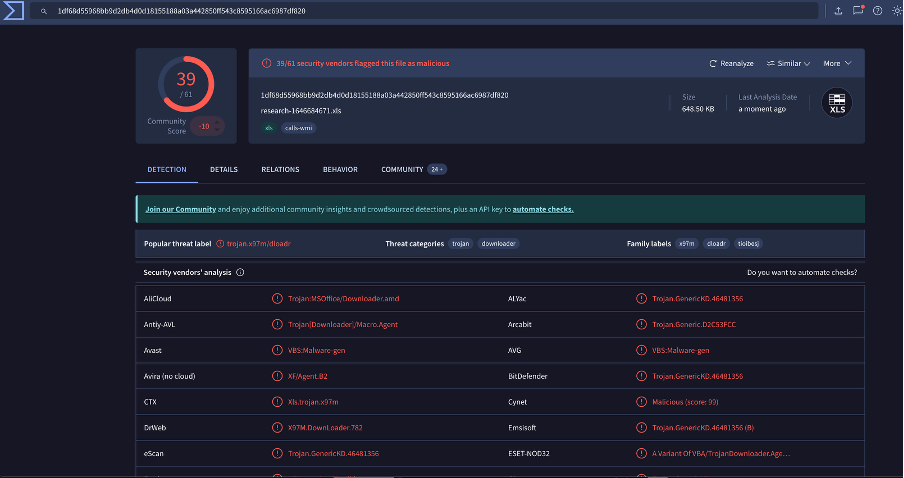 1df68d55968bb9d2db4d0d18155188a03a442850ff543c8595166ac6987df820
39
/ 61
Community
Score
-10
39/61 security vendors flagged this file as malicious
Reanalyze
Similar
More
1df68d55968bb9d2db4d0d18155188a03a442850ff543c8595166ac6987df820
research-1646684671.xls
xls
calls-wmi
Size
648.50 KB
Last Analysis Date
a moment ago
XLS
DETECTION
DETAILS
RELATIONS
BEHAVIOR
COMMUNITY
24 +
Join our Community and enjoy additional community insights and crowdsourced detections, plus an API key to automate checks.
Popular threat label
trojan.x97m/dloadr
Threat categories
trojan
downloader
Family labels
x97m
dloadr
tioibesj
Security vendors' analysis
Do you want to automate checks?
AliCloud
Trojan:MSOffice/Downloader.amd
ALYac
Trojan.GenericKD.46481356
Antiy-AVL
Trojan[Downloader]/Macro.Agent
Arcabit
Trojan.Generic.D2C53FCC
Avast
VBS:Malware-gen
AVG
VBS:Malware-gen
Avira (no cloud)
XF/Agent.B2
BitDefender
Trojan.GenericKD.46481356
CTX
Xls.trojan.x97m
Cynet
Malicious (score: 99)
DrWeb
X97M.DownLoader.782
Emsisoft
Trojan.GenericKD.46481356 (B)
eScan
Trojan.GenericKD.46481356
ESET-NOD32
A Variant Of VBA/TrojanDownloader.Age...